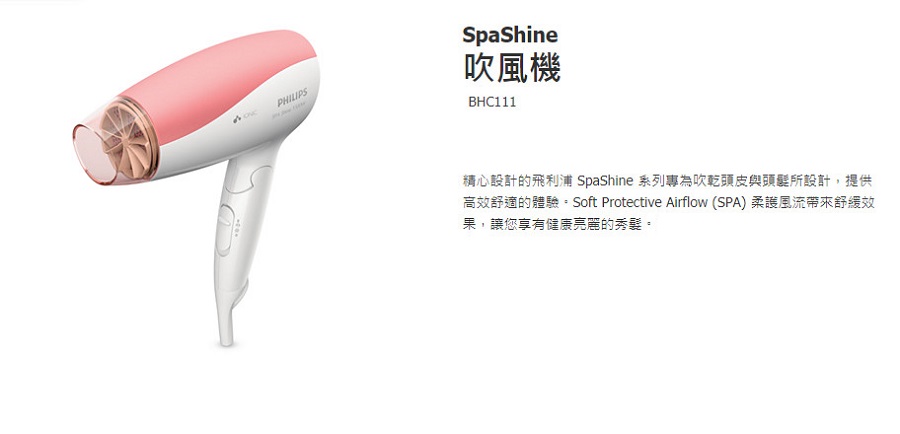 SpaShine
吹風機
BHC111
PHILIPS
IONIC
精心設計的飛利浦 SpaShine 系列專為吹乾頭皮與頭髮所設計，提供
高效舒適的體驗。Soft Protective Airflow (SPA) 柔護風流帶來舒緩效
果，讓您享有健康亮麗的秀髮。